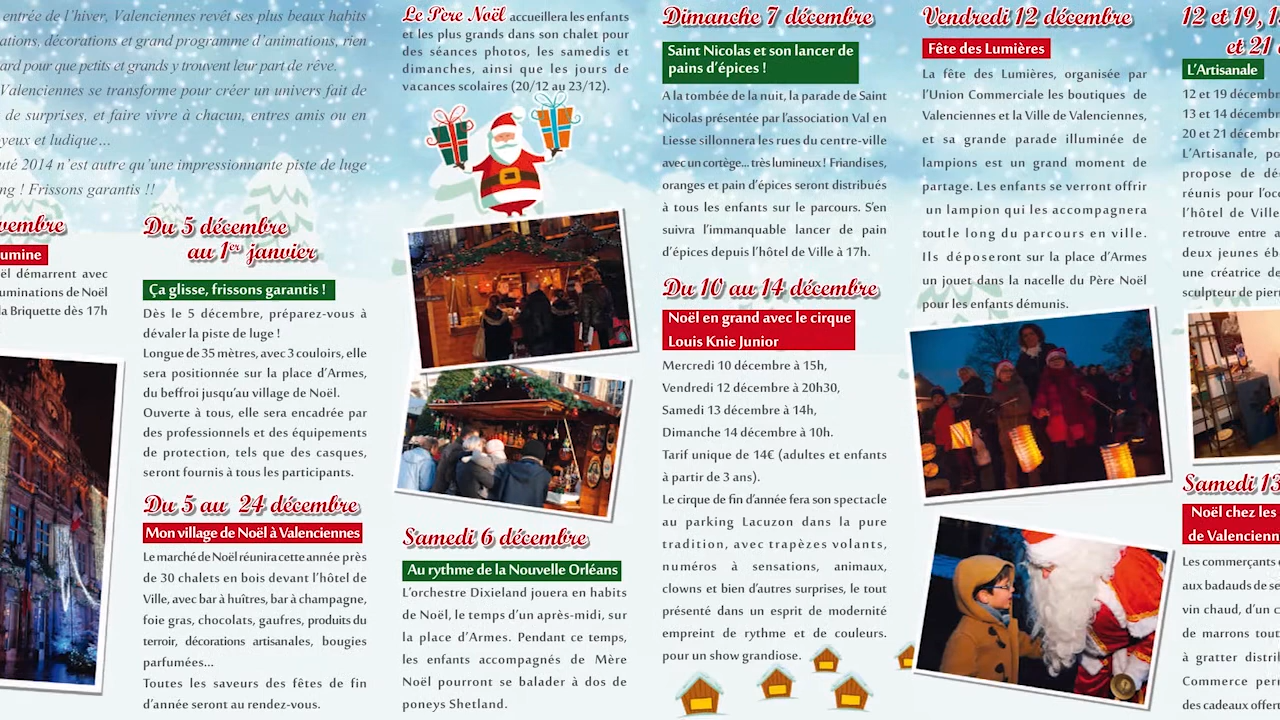 entrée de l'hiver, Valenciennes revêt ses plus beaux habits
ations, décorations et grand programme d'animations, rien
ard pour que petits et grands y trouvent leur part de rêve.
Valenciennes se transforme pour créer un univers fait de
de surprises, et faire vivre à chacun, entres amis ou en
oyeux et ludique...
uté 2014 n'est autre qu'une impressionnante piste de luge
ng ! Frissons garantis !!
vembre
umine
ël démarrent avec
luminations de Noël
la Briquette dès 17h
Du 5 décembre
au 1er janvier
Ça glisse, frissons garantis !
Dès le 5 décembre, préparez-vous à
dévaler la piste de luge !
Longue de 35 mètres, avec 3 couloirs, elle
sera positionnée sur la place d'Armes,
du beffroi jusqu'au village de Noël.
Ouverte à tous, elle sera encadrée par
des professionnels et des équipements
de protection, tels que des casques,
seront fournis à tous les participants.
Du 5 au 24 décembre
Mon village de Noël à Valenciennes
Le marché de Noël réunira cette année près
de 30 chalets en bois devant l'hôtel de
Ville, avec bar à huîtres, bar à champagne,
foie gras, chocolats, gaufres, produits du
terroir, décorations artisanales, bougies
parfumées...
Toutes les saveurs des fêtes de fin
d'année seront au rendez-vous.
Le Père Noël accueillera les enfants
et les plus grands dans son chalet pour
des séances photos, les samedis et
dimanches, ainsi que les jours de
vacances scolaires (20/12 au 23/12).
Samedi 6 décembre
Au rythme de la Nouvelle Orléans
L'orchestre Dixieland jouera en habits
de Noël, le temps d'un après-midi, sur
la place d'Armes. Pendant ce temps,
les enfants accompagnés de Mère
Noël pourront se balader à dos de
poneys Shetland.
Dimanche 7 décembre
Saint Nicolas et son lancer de
pains d'épices !
A la tombée de la nuit, la parade de Saint
Nicolas présentée par l'association Val en
Liesse sillonnera les rues du centre-ville
avec un cortège... très lumineux ! Friandises,
oranges et pain d'épices seront distribués
à tous les enfants sur le parcours. S'en
suivra l'immanquable lancer de pain
d'épices depuis l'hôtel de Ville à 17h.
Du 10 au 14 décembre
Noël en grand avec le cirque
Louis Knie Junior
Mercredi 10 décembre à 15h,
Vendredi 12 décembre à 20h30,
Samedi 13 décembre à 14h,
Dimanche 14 décembre à 10h.
Tarif unique de 14€ (adultes et enfants
à partir de 3 ans).
Le cirque de fin d'année fera son spectacle
au parking Lacuzon dans la pure
tradition, avec trapèzes volants,
numéros à sensations, animaux,
clowns et bien d'autres surprises, le tout
présenté dans un esprit de modernité
empreint de rythme et de couleurs.
pour un show grandiose.
Vendredi 12 décembre
Fête des Lumières
La fête des Lumières, organisée par
l'Union Commerciale les boutiques de
Valenciennes et la Ville de Valenciennes,
et sa grande parade illuminée de
lampions est un grand moment de
partage. Les enfants se verront offrir
un lampion qui les accompagnera
tout le long du parcours en ville.
Ils déposeront sur la place d'Armes
un jouet dans la nacelle du Père Noël
pour les enfants démunis.
12 et 19, 1
et 21 d
L'Artisanale
12 et 19 décembr
13 et 14 décembr
20 et 21 décembr
L'Artisanale, po
propose de dé
réunis pour l'oc
l'hôtel de Ville
retrouve entre a
deux jeunes éb
une créatrice de
sculpteur de pierr
Samedi 13
Noël chez les
de Valencienn
Les commerçants
aux badauds de se
vin chaud, d'un c
de marrons tout
à gratter distrib
Commerce perr
des cadeaux offert